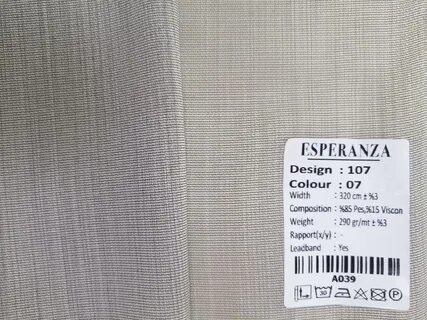 ESPERANZA
Design : 107
Colour : 07
Width : 320 cm ± %3
Composition : %85 Pes,%15 Viscon
Weight : 290 gr/mt ± %3
Rapport(x/y) : -
Leadband : Yes
A039
30 P